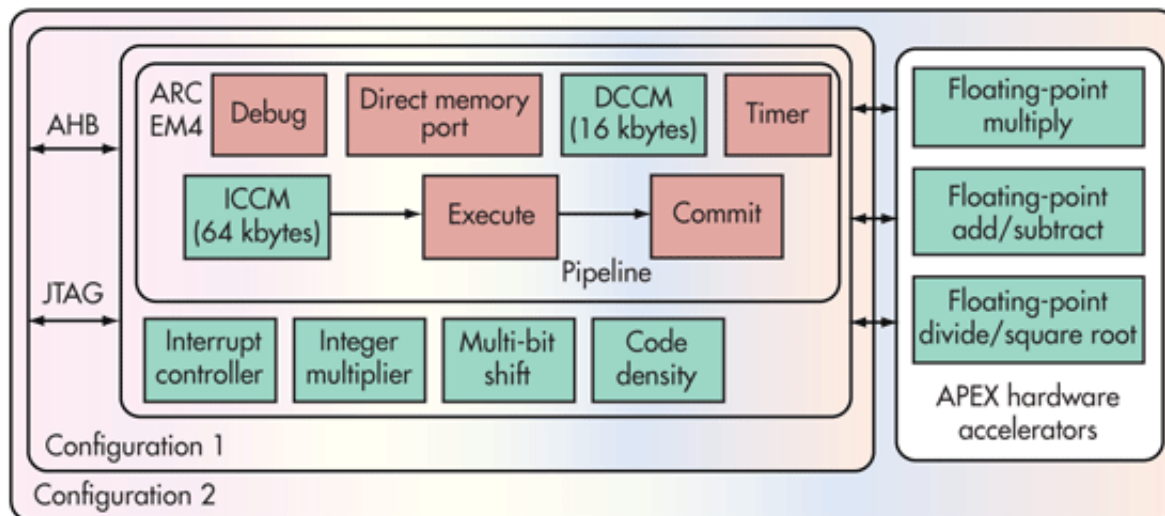 ARC
EM4
Debug
Direct memory
port
DCCM
(16 kbytes)
Timer
Floating-point
multiply
AHB
ICCM
(64 kbytes)
Execute
Commit
Floating-point
add/subtract
Pipeline
JTAG
Floating-point
divide/square root
Interrupt
controller
Integer
multiplier
Multi-bit
shift
Code
density
APEX hardware
accelerators
Configuration 1
Configuration 2